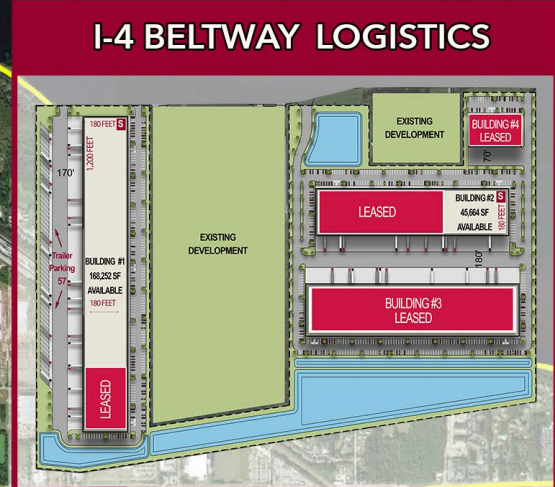 I-4 BELTWAY LOGISTICS
180 FEET S
1,200 FEET
170'
Trailer
Parking
57
BUILDING #1
168,252 SF
AVAILABLE
180 FEET
LEASED
EXISTING
DEVELOPMENT
EXISTING
DEVELOPMENT
BUILDING #4
LEASED
70'
LEASED
BUILDING #2 S
45,664 SF
AVAILABLE
180 FEET
180'
BUILDING #3
LEASED